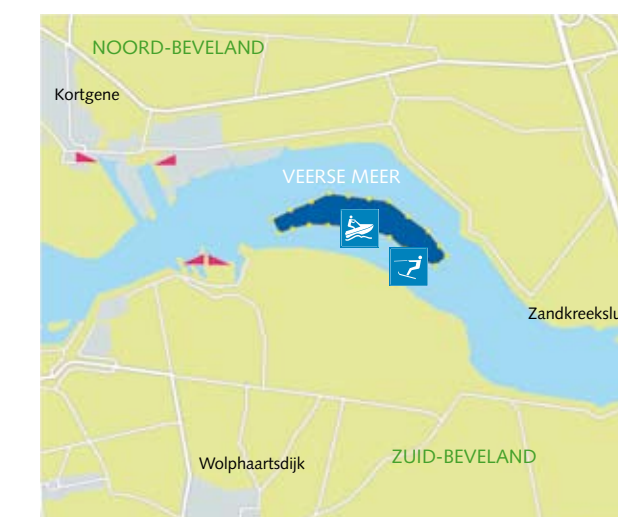 NOORD-BEVELAND
Kortgene
VEERSE MEER
Zandkreekslu
Wolphaartsdijk
ZUID-BEVELAND